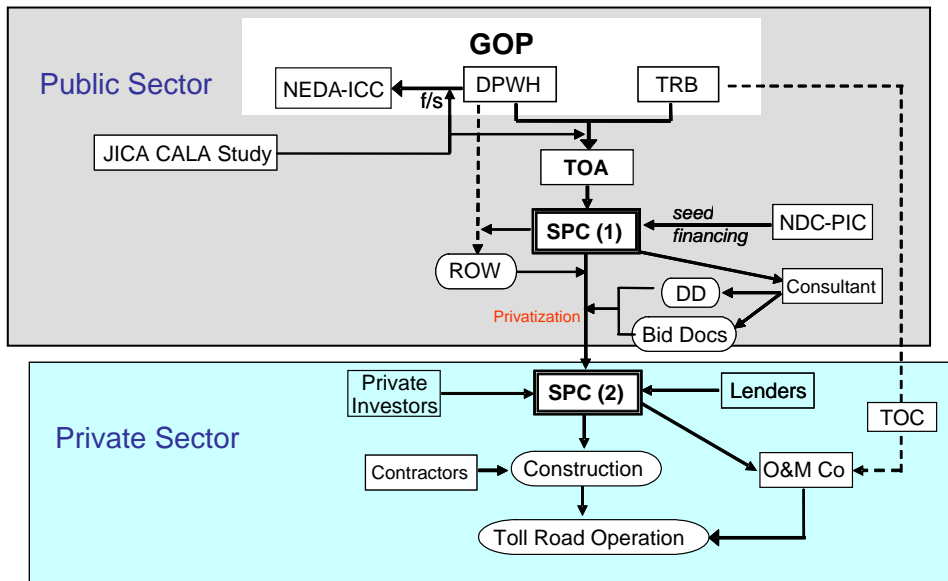 GOP
Public Sector
NEDA-ICC
DPWH
TRB
f/s
JICA CALA Study
TOA
SPC (1)
seed
financing
NDC-PIC
ROW
Consultant
DD
Privatization
Bid Docs
Private
Investors
SPC (2)
Lenders
TOC
Private Sector
Contractors
Construction
O&M Co
Toll Road Operation